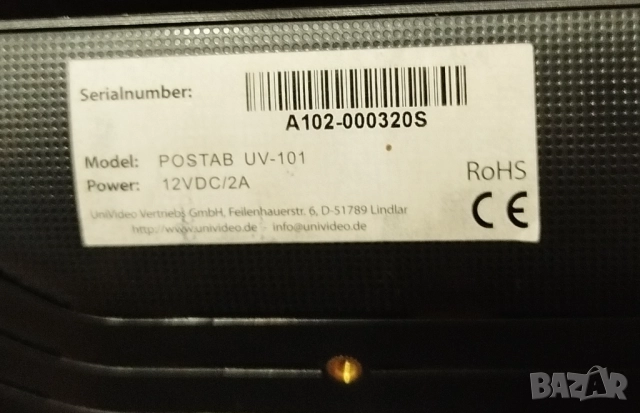 Serialnumber:
A102-000320S
Model: POSTAB UV-101
Power: 12VDC/2A
RoHS
CE
UniVideo Vertriebs GmbH, Feilenhauerstr. 6, D-51789 Lindlar
http://www.univideo.de - info@univideo.de
BAZAR